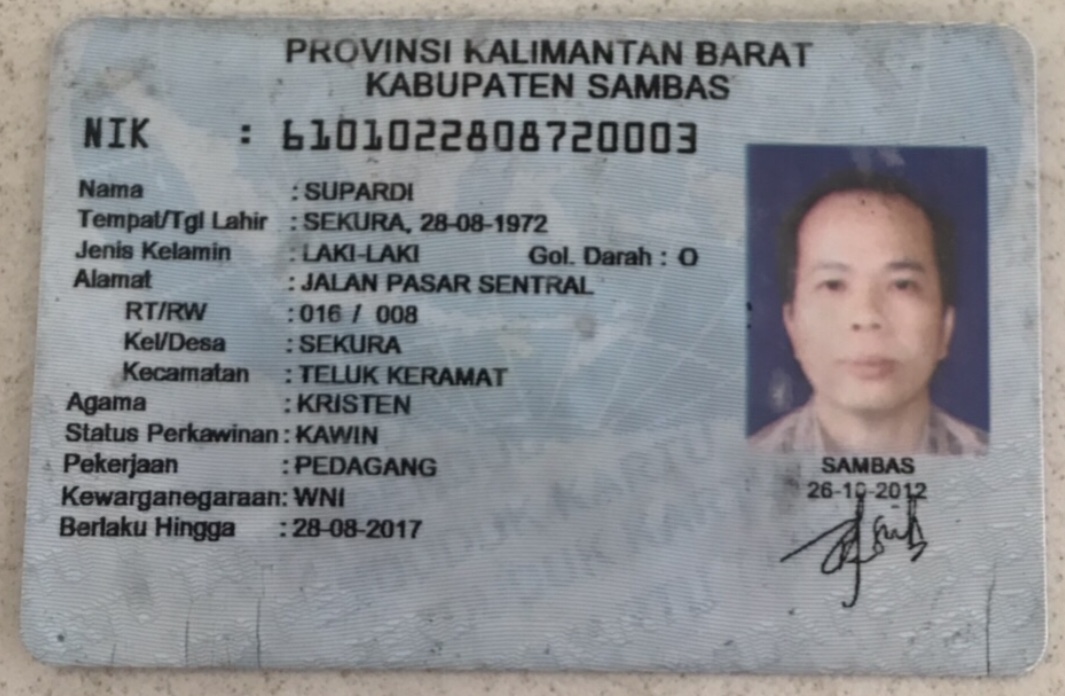 PROVINSI KALIMANTAN BARAT
KABUPATEN SAMBAS
NIK : 6101022808720003
Nama : SUPARDI
Tempat/Tgl Lahir : SEKURA, 28-08-1972
Jenis Kelamin : LAKI-LAKI Gol. Darah : O
Alamat : JALAN PASAR SENTRAL
RT/RW : 016 / 008
Kel/Desa : SEKURA
Kecamatan : TELUK KERAMAT
Agama : KRISTEN
Status Perkawinan : KAWIN
Pekerjaan : PEDAGANG
Kewarganegaraan: WNI
Berlaku Hingga : 28-08-2017
SAMBAS
26-10-2012